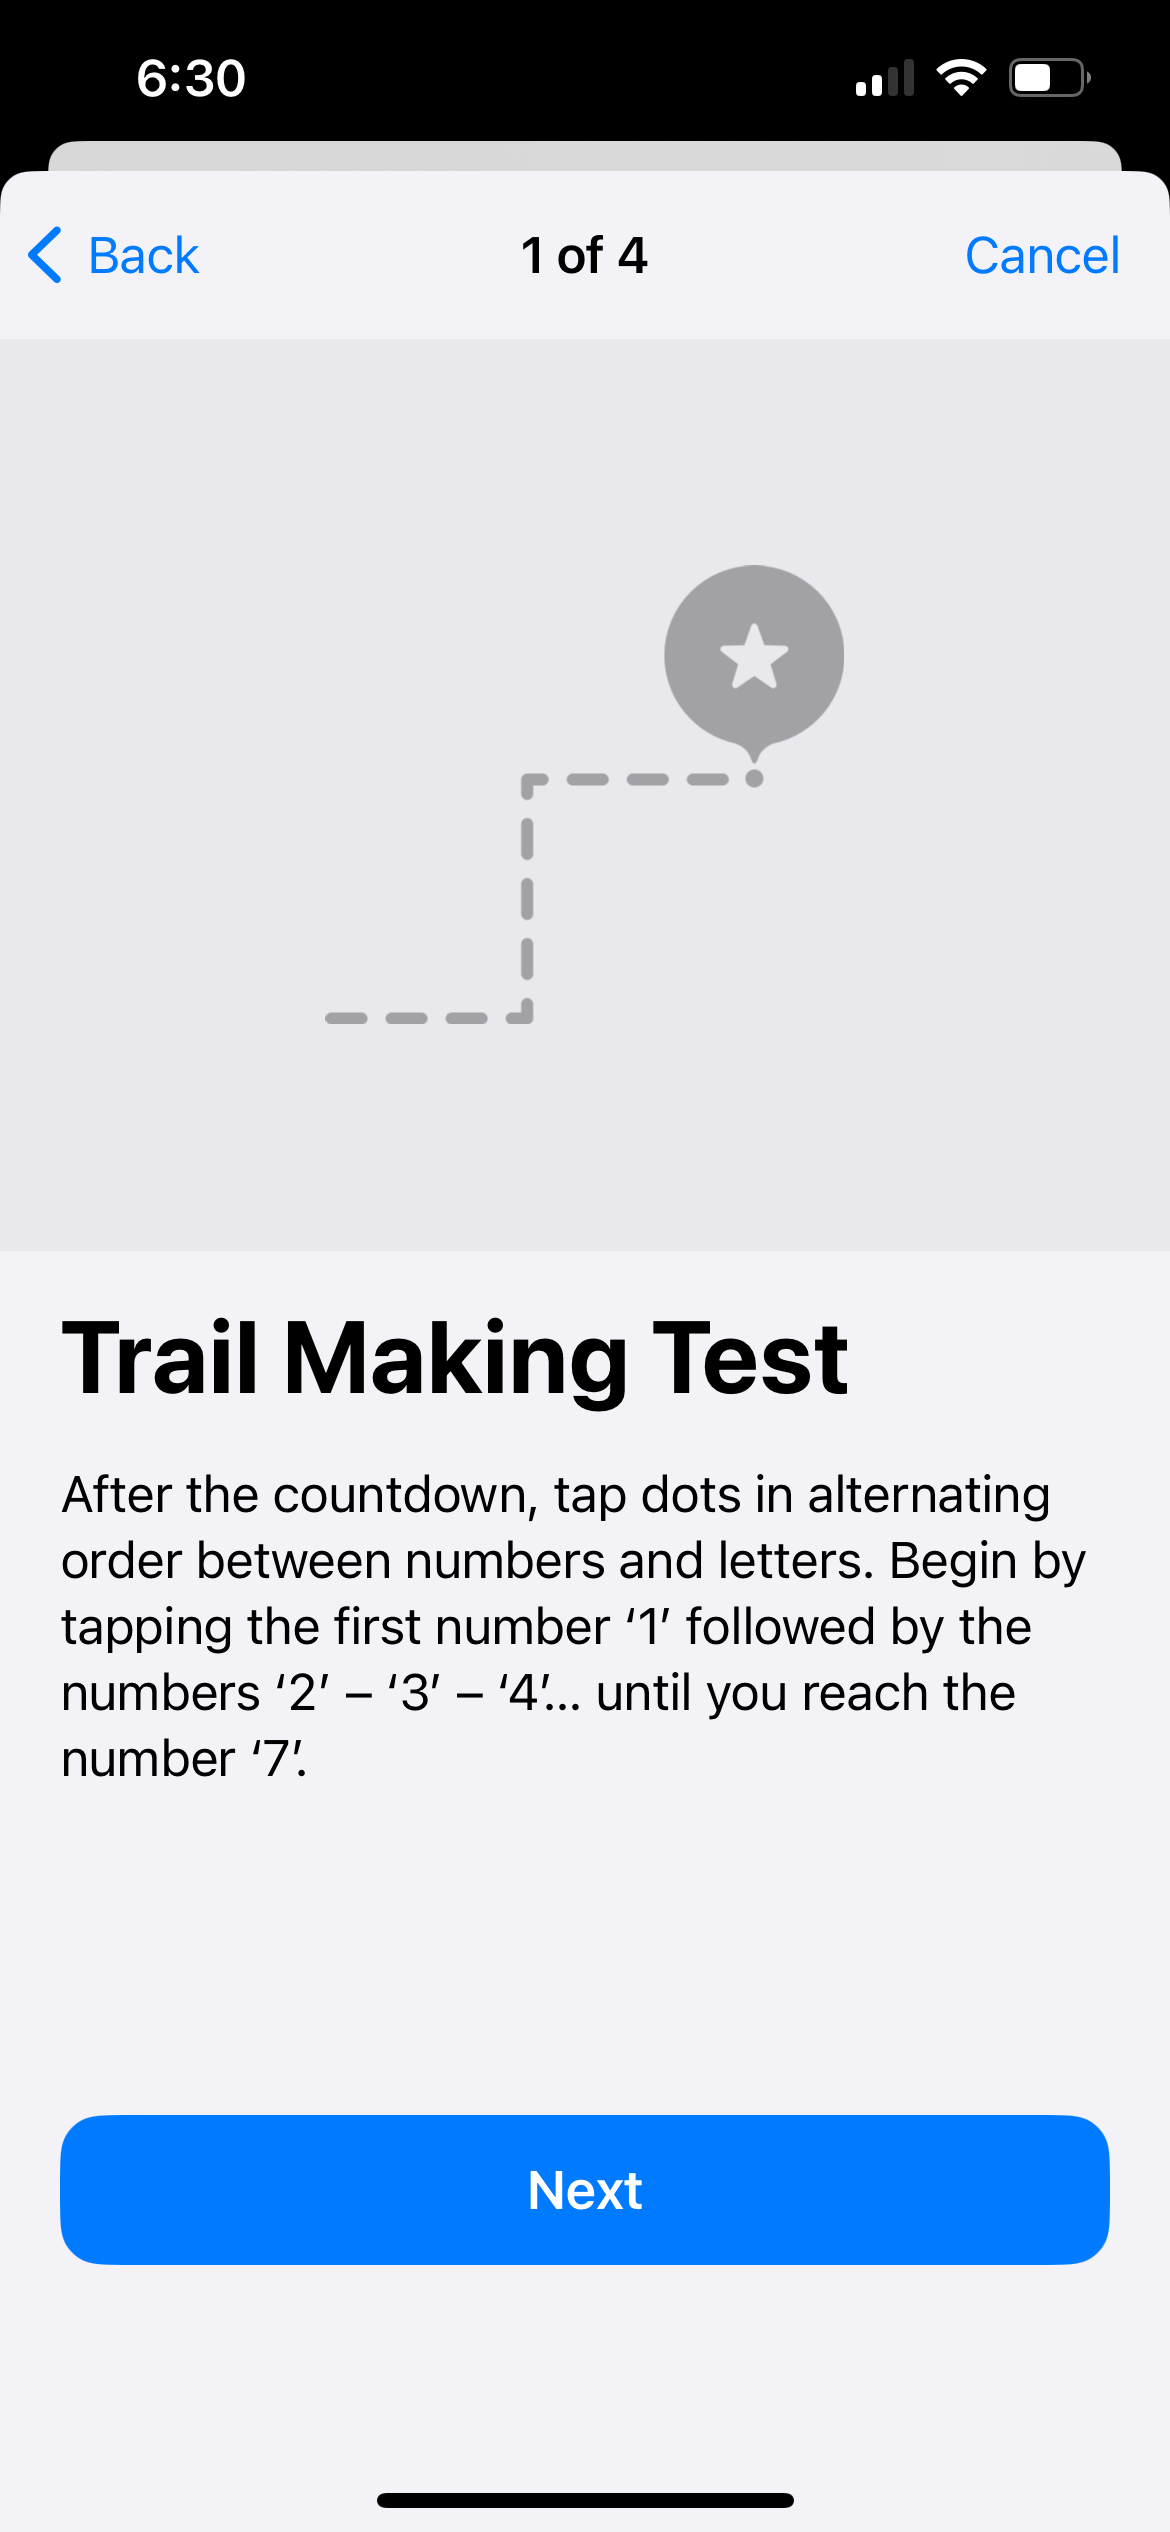 6:30
Back
1 of 4
Cancel
Trail Making Test
After the countdown, tap dots in alternating
order between numbers and letters. Begin by
tapping the first number ‘1’ followed by the
numbers ‘2’ – ‘3’ – ‘4’... until you reach the
number ‘7’.
Next